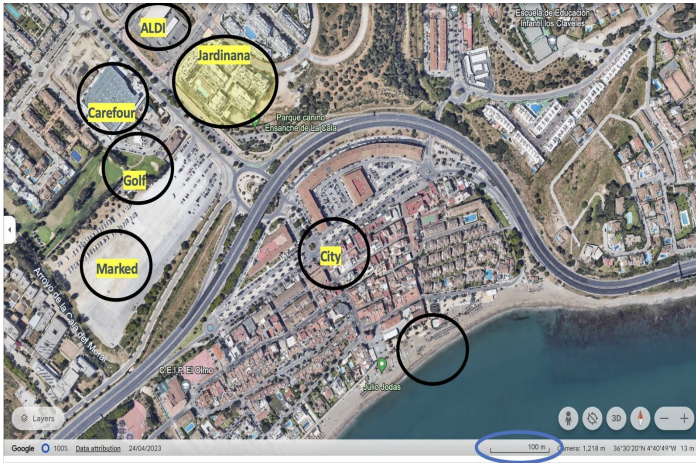 Escuela de Educación
Infantil los Claveles
ALDI
Jardinana
Carefour
Parque canino
Ensanche de La Cala
Golf
City
Marked
Arroyo de la Cala del Moral
C.E.I.P. El Olmo
Julio Jodas
Layers
3D
Google 100% Data attribution 24/04/2023 100 m Camera: 1,218 m 36°30'20"N 4°40'49"W 13 m